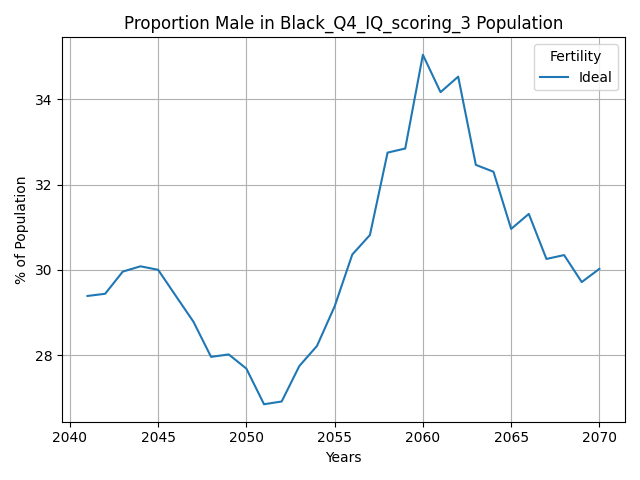 Proportion Male in Black_Q4_IQ_scoring_3 Population
Fertility
Ideal
% of Population
34
32
30
28
2040 2045 2050 2055 2060 2065 2070
Years